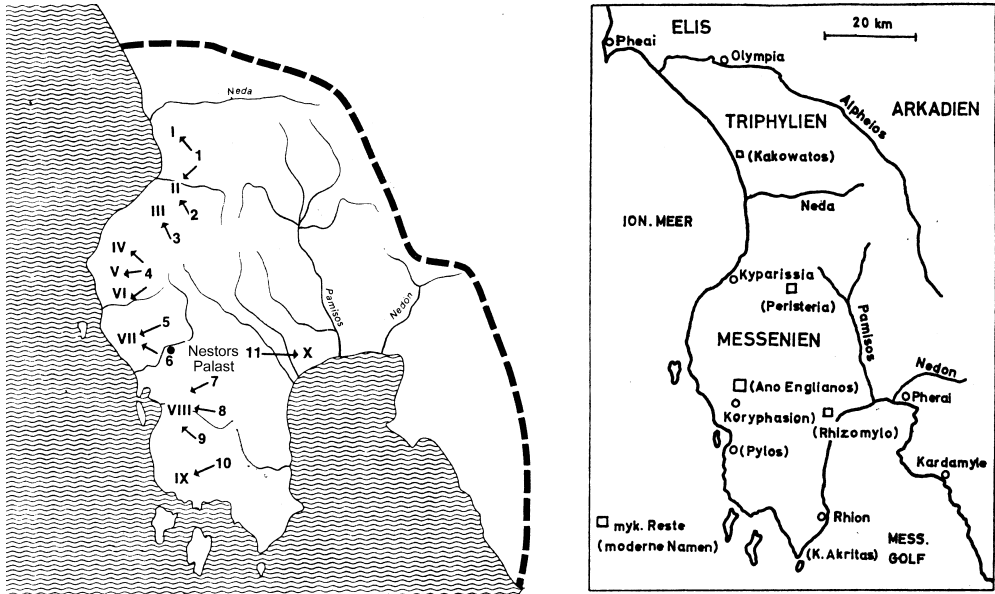 Neda
I
1
II
2
III
3
IV
V
4
VI
5
VII
6
Nestors
Palast
7
VIII
8
9
10
IX
11
X
Pamisos
Nedon
ELIS
20 km
Pheai
Olympia
Alpheios
ARKADIEN
TRIPHYLIEN
(Kakowatos)
Neda
ION. MEER
Kyparissia
(Peristeria)
Pamisos
MESSENIEN
Nedon
(Ano Englianos)
Pherai
Koryphasion)
(Rhizomylo)
(Pylos)
Kardamyle
Rhion
myk. Reste
(moderne Namen)
MESS.
GOLF
(K. Akritas)